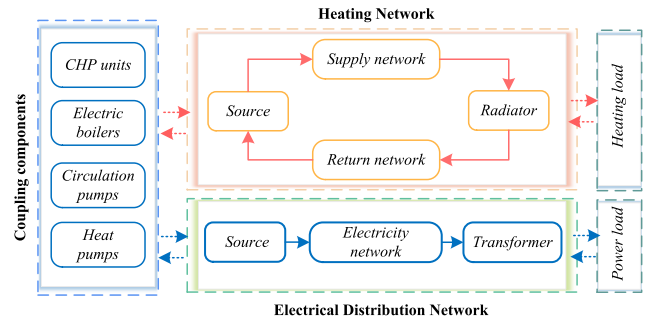 Heating Network
Coupling components
CHP units
Electric
boilers
Circulation
pumps
Heat
pumps
Supply network
Source
Radiator
Return network
Heating load
Source
Electricity
network
Transformer
Power load
Electrical Distribution Network